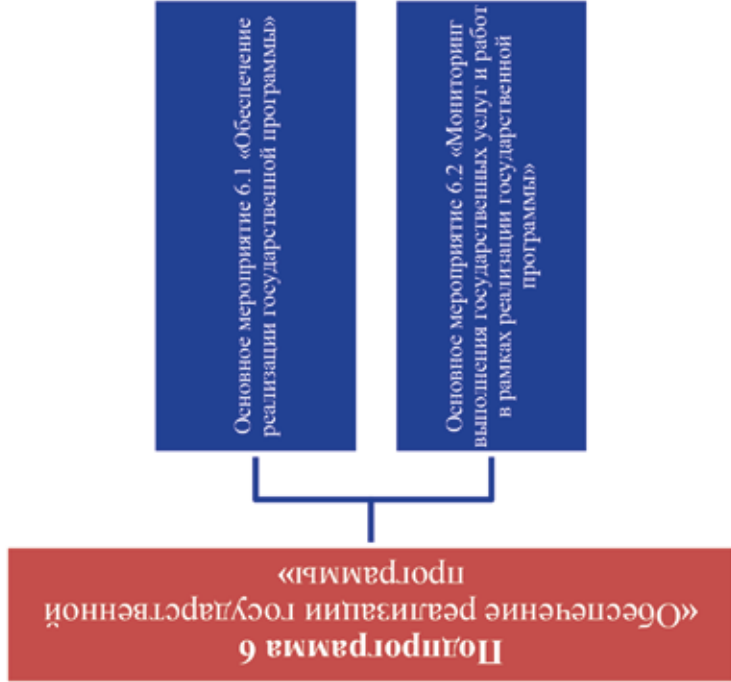 Подпрограмма 6
«Обеспечение реализации государственной
программы»
Основное мероприятие 6.1 «Обеспечение
реализации государственной программы»
Основное мероприятие 6.2 «Мониторинг
выполнения государственных услуг и работ
в рамках реализации государственной
программы»